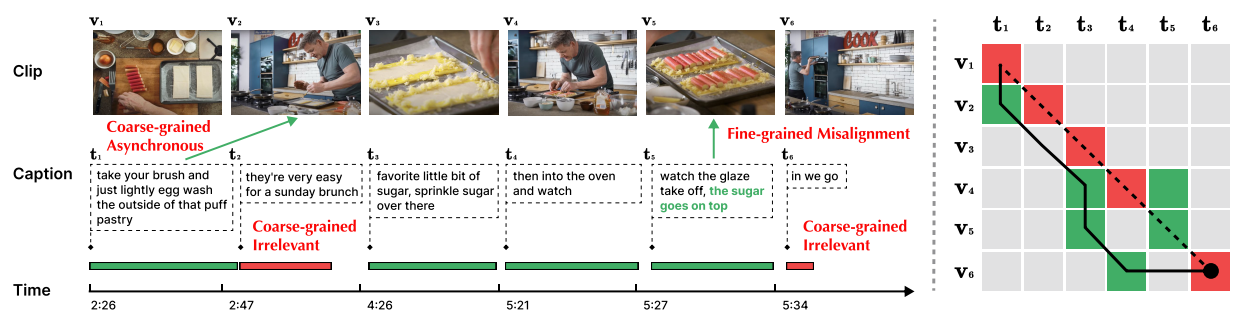 v₁ v₂ v₃ v₄ v₅ v₆
Clip
COOK
COOK
Coarse-grained
Asynchronous
Fine-grained Misalignment
t₁ t₂ t₃ t₄ t₅ t₆
Caption
take your brush and
just lightly egg wash
the outside of that puff
pastry
they're very easy
for a sunday brunch
favorite little bit of
sugar, sprinkle sugar
over there
then into the oven
and watch
watch the glaze
take off, the sugar
goes on top
in we go
Coarse-grained
Irrelevant
Coarse-grained
Irrelevant
Time
2:26 2:47 4:26 5:21 5:27 5:34
t₁ t₂ t₃ t₄ t₅ t₆
v₁
v₂
v₃
v₄
v₅
v₆